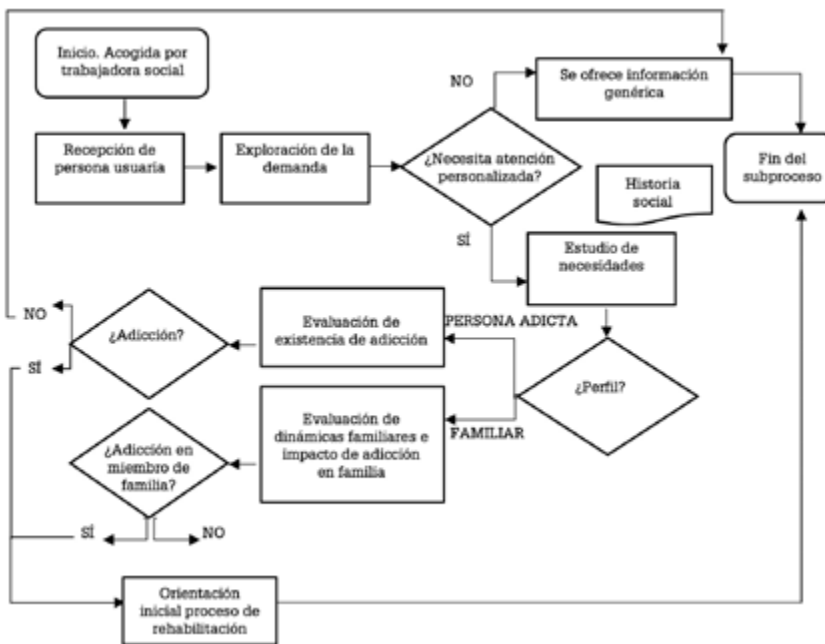 Inicio. Acogida por
trabajadora social
Recepción de
persona usuaria
Exploración de la
demanda
¿Necesita atención
personalizada?
NO
SÍ
Se ofrece información
genérica
Fin del
subproceso
Historia
social
Estudio de
necesidades
¿Perfil?
PERSONA ADICTA
FAMILIAR
Evaluación de
existencia de adicción
¿Adicción?
NO
SÍ
Evaluación de
dinámicas familiares e
impacto de adicción
en familia
¿Adicción en
miembro de
familia?
SÍ
NO
Orientación
inicial proceso de
rehabilitación